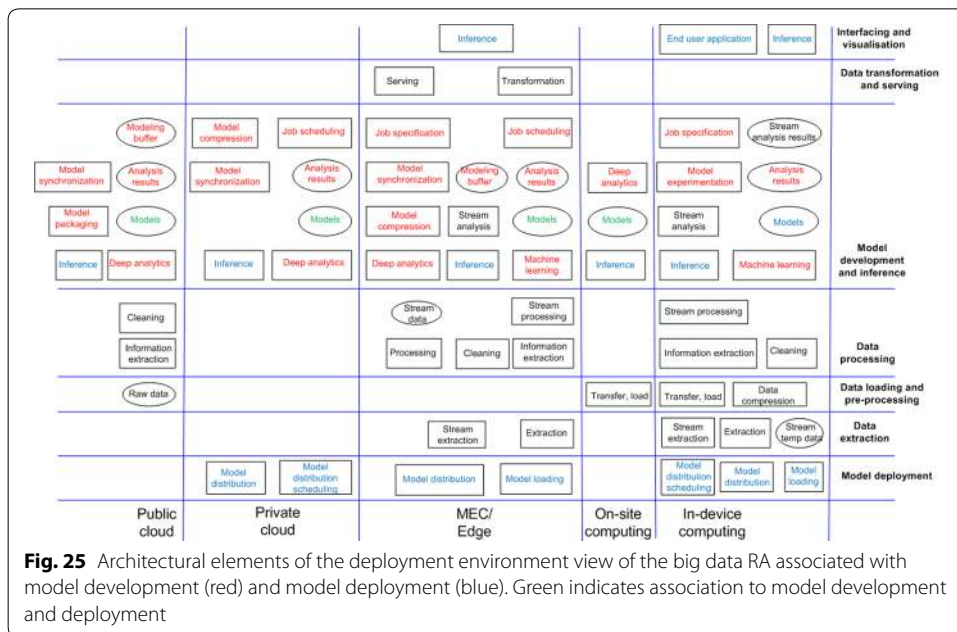 Inference
End user application
Inference
Interfacing and
visualisation
Serving
Transformation
Data transformation
and serving
Modeling
buffer
Model
compression
Job scheduling
Job specification
Job scheduling
Job specification
Stream
analysis results
Model
synchronization
Analysis
results
Model
synchronization
Analysis
results
Model
synchronization
Modeling
buffer
Analysis
results
Deep
analytics
Model
experimentation
Analysis
results
Model
packaging
Models
Models
Model
compression
Stream
analysis
Models
Models
Stream
analysis
Models
Inference
Deep analytics
Inference
Deep analytics
Deep analytics
Inference
Machine
learning
Inference
Inference
Machine learning
Model
development
and inference
Cleaning
Stream
data
Stream
processing
Stream processing
Information
extraction
Processing
Cleaning
Information
extraction
Information extraction
Cleaning
Data
processing
Raw data
Transfer, load
Transfer, load
Data
compression
Data loading and
pre-processing
Stream
extraction
Extraction
Stream
extraction
Extraction
Stream
temp data
Data
extraction
Model
distribution
Model
distribution
scheduling
Model distribution
Model loading
Model
distribution
scheduling
Model
distribution
Model
loading
Model deployment
Public
cloud
Private
cloud
MEC/
Edge
On-site
computing
In-device
computing
Fig. 25 Architectural elements of the deployment environment view of the big data RA associated with
model development (red) and model deployment (blue). Green indicates association to model development
and deployment